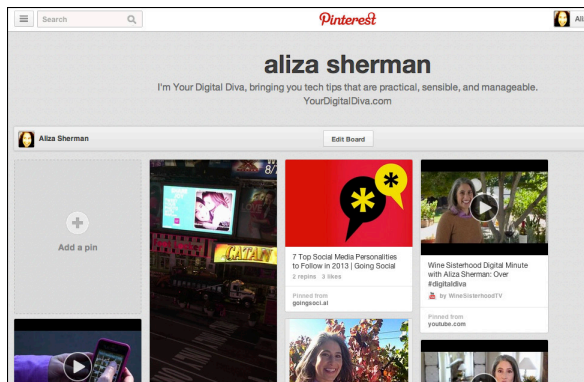 Search
Pinterest
Ali
aliza sherman
I'm Your Digital Diva, bringing you tech tips that are practical, sensible, and manageable.
YourDigitalDiva.com
Aliza Sherman
Edit Board
Add a pin
8/7
CATAN
7 Top Social Media Personalities
to Follow in 2013 | Going Social
2 repins 3 likes
Pinned from
goingsoci.al
Wine Sisterhood Digital Minute
with Aliza Sherman: Over
#digitaldiva
by WineSisterhoodTV
Pinned from
youtube.com